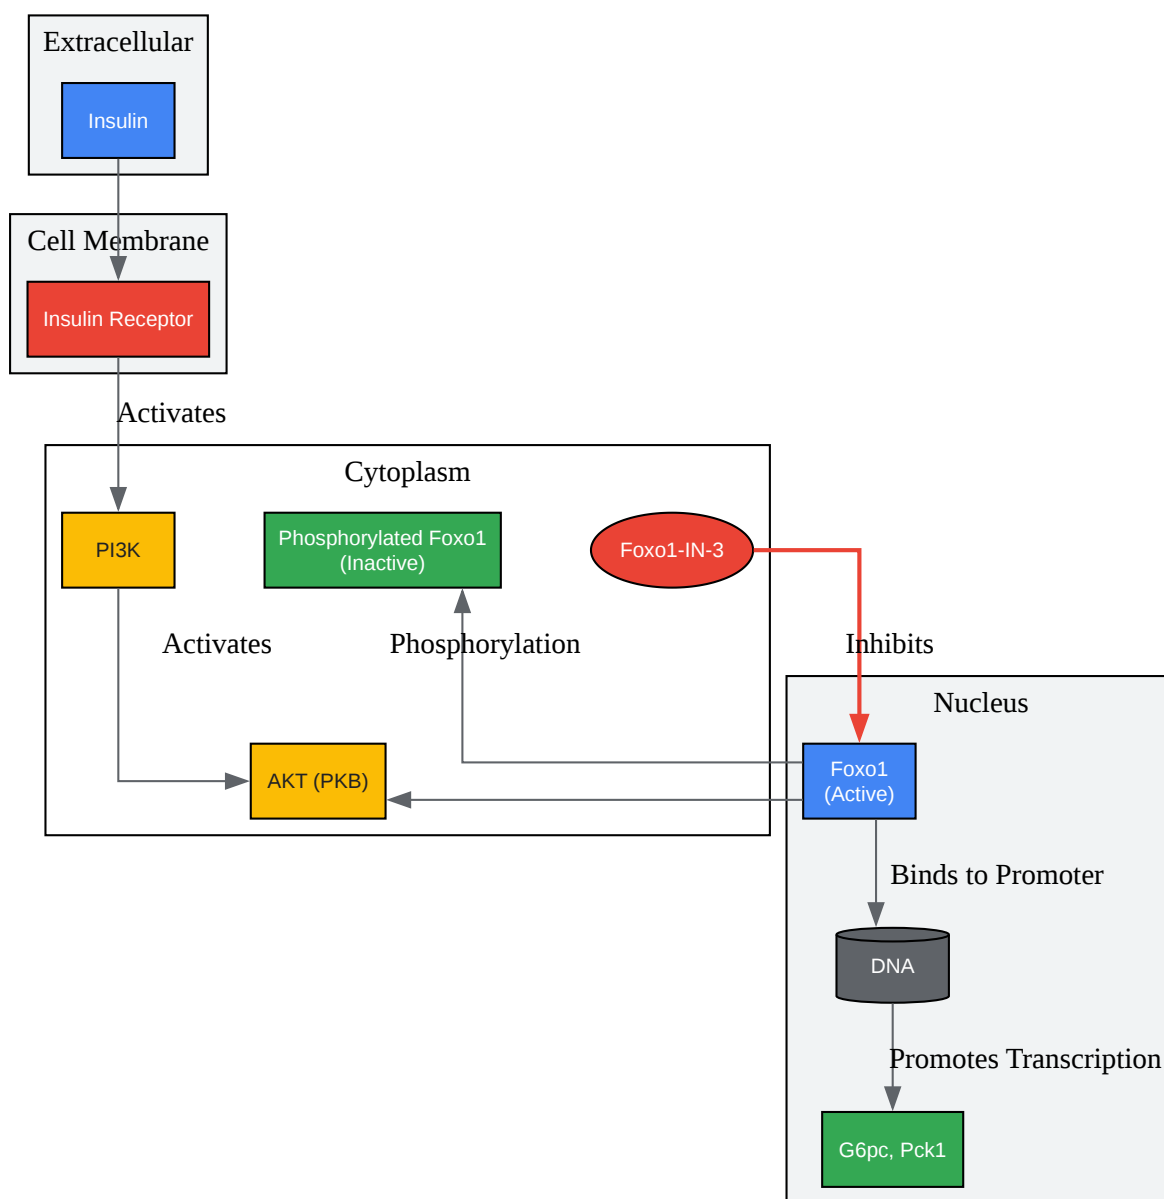 Extracellular
Insulin
Cell Membrane
Insulin Receptor
Activates
Cytoplasm
PI3K
Phosphorylated Foxo1
(Inactive)
Foxo1-IN-3
Activates
Phosphorylation
Inhibits
Nucleus
AKT (PKB)
Foxo1
(Active)
Binds to Promoter
DNA
Promotes Transcription
G6pc, Pck1